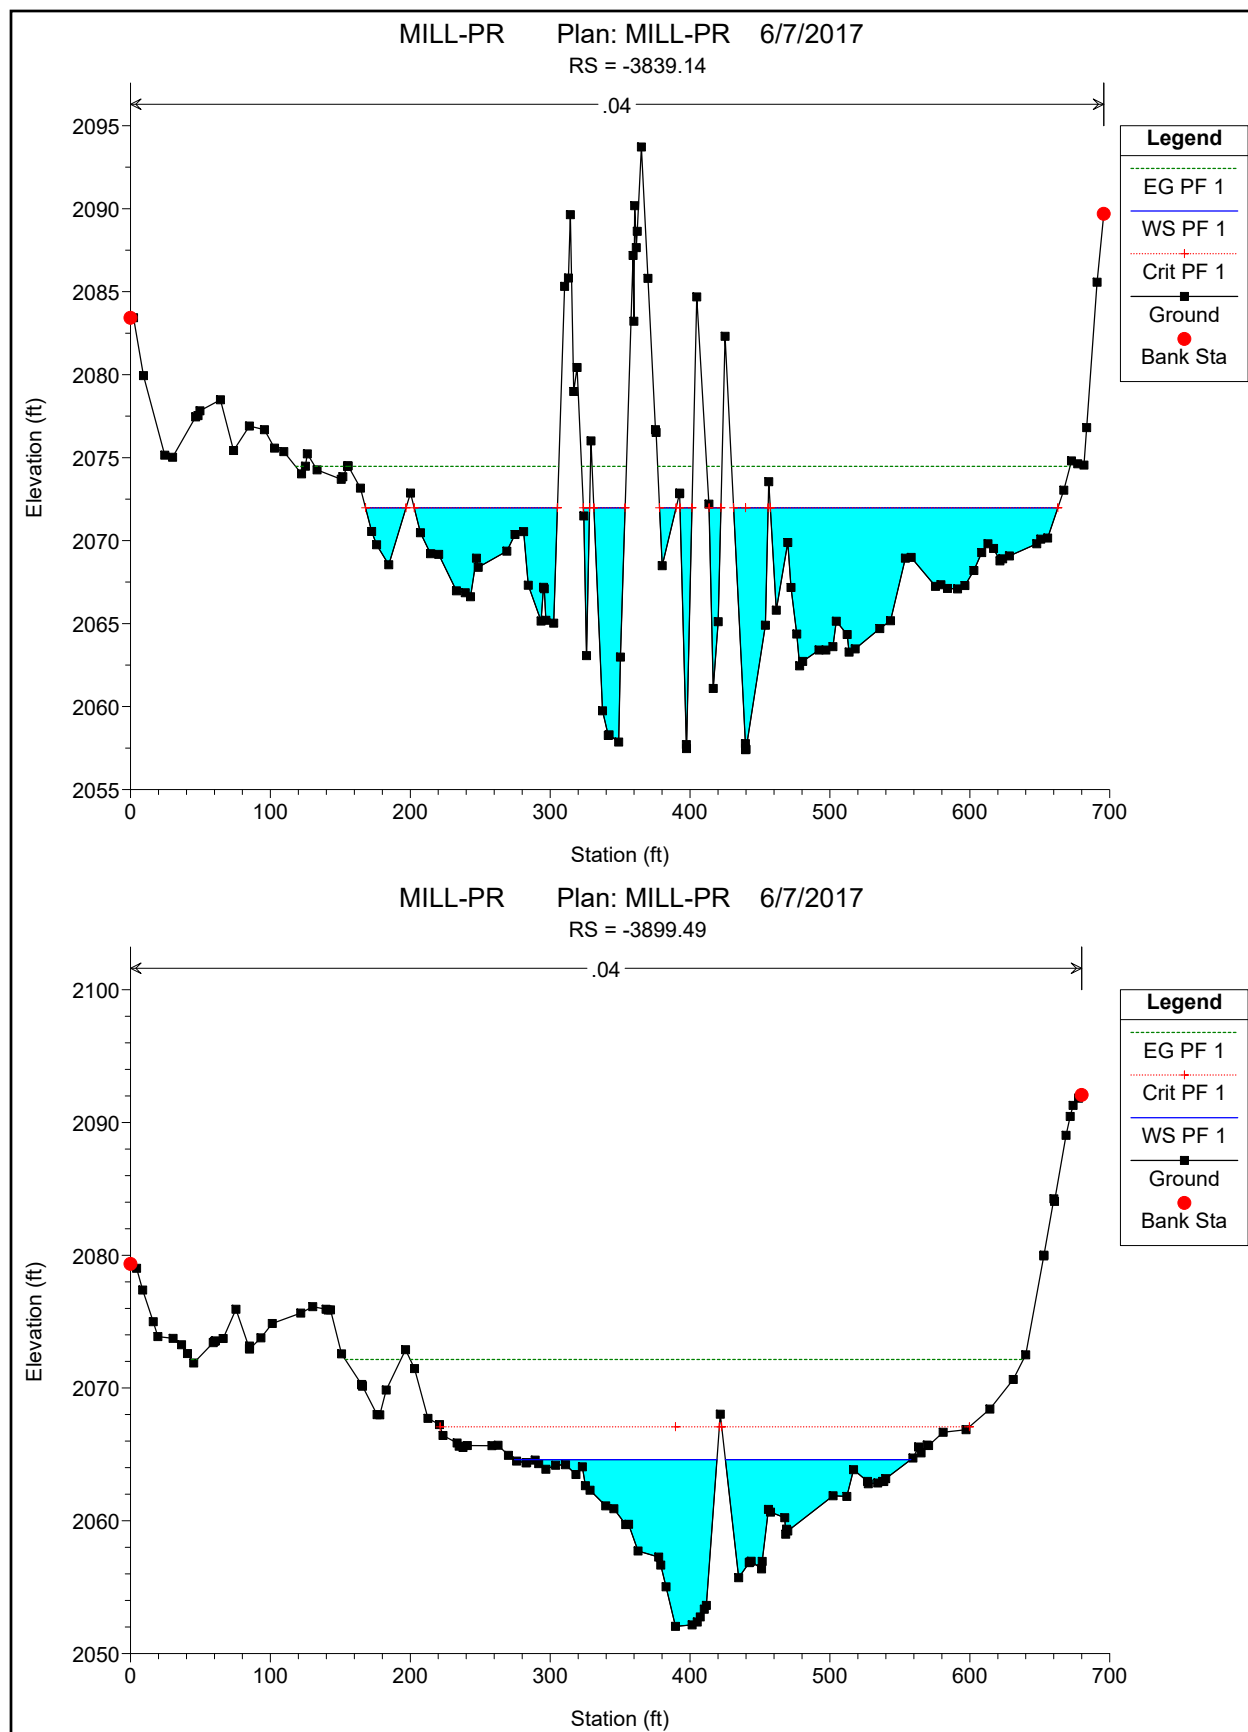 MILL-PR Plan: MILL-PR 6/7/2017
RS = -3839.14
.04
2095
2090
2085
2080
2075
2070
2065
2060
2055
Elevation (ft)
0 100 200 300 400 500 600 700
Station (ft)
Legend
EG PF 1
WS PF 1
Crit PF 1
Ground
Bank Sta
MILL-PR Plan: MILL-PR 6/7/2017
RS = -3899.49
.04
2100
2090
2080
2070
2060
2050
Elevation (ft)
0 100 200 300 400 500 600 700
Station (ft)
Legend
EG PF 1
Crit PF 1
WS PF 1
Ground
Bank Sta